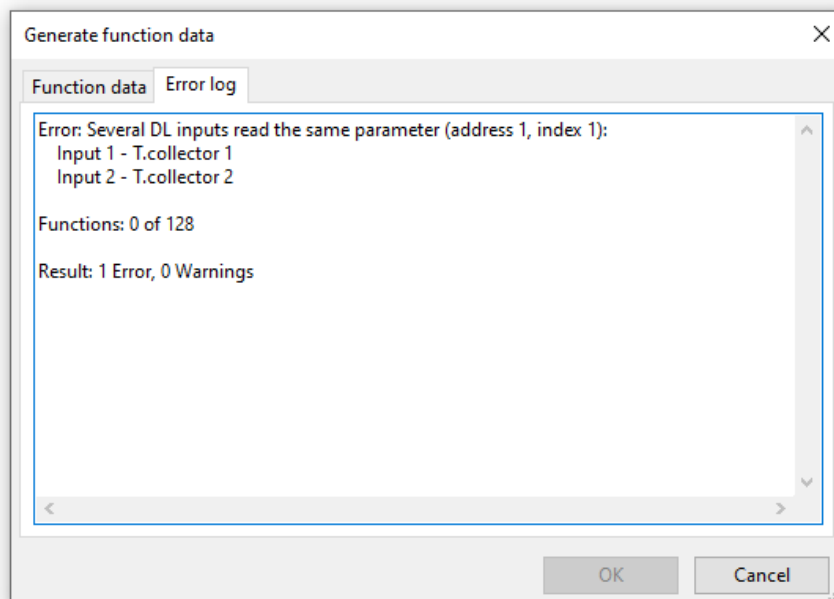 Generate function data
Function data
Error log
Error: Several DL inputs read the same parameter (address 1, index 1):
Input 1 - T.collector 1
Input 2 - T.collector 2
Functions: 0 of 128
Result: 1 Error, 0 Warnings
OK
Cancel